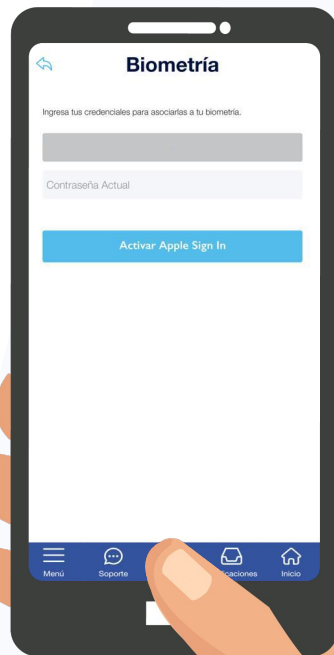 Biometría
Ingresa tus credenciales para asociarlas a tu biometría.
Contraseña Actual
Activar Apple Sign In
Menú
Soporte
Inicio